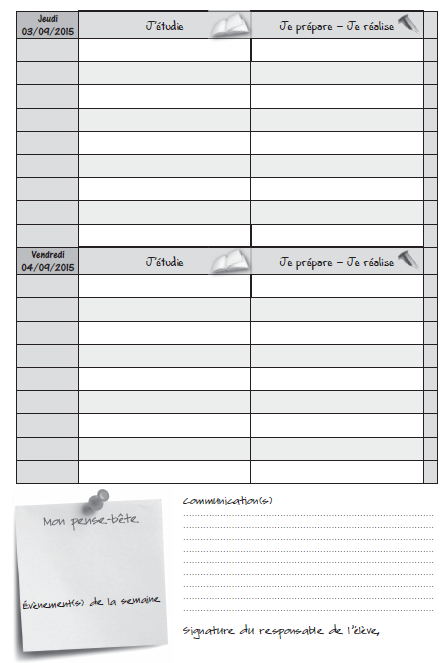 Jeudi
03/09/2015
J'étudie
Je prépare - Je réalise
Vendredi
04/09/2015
J'étudie
Je prépare - Je réalise
Mon pense-bête
Évènement(s) de la semaine
Communication(s)
Signature du responsable de l'élève,